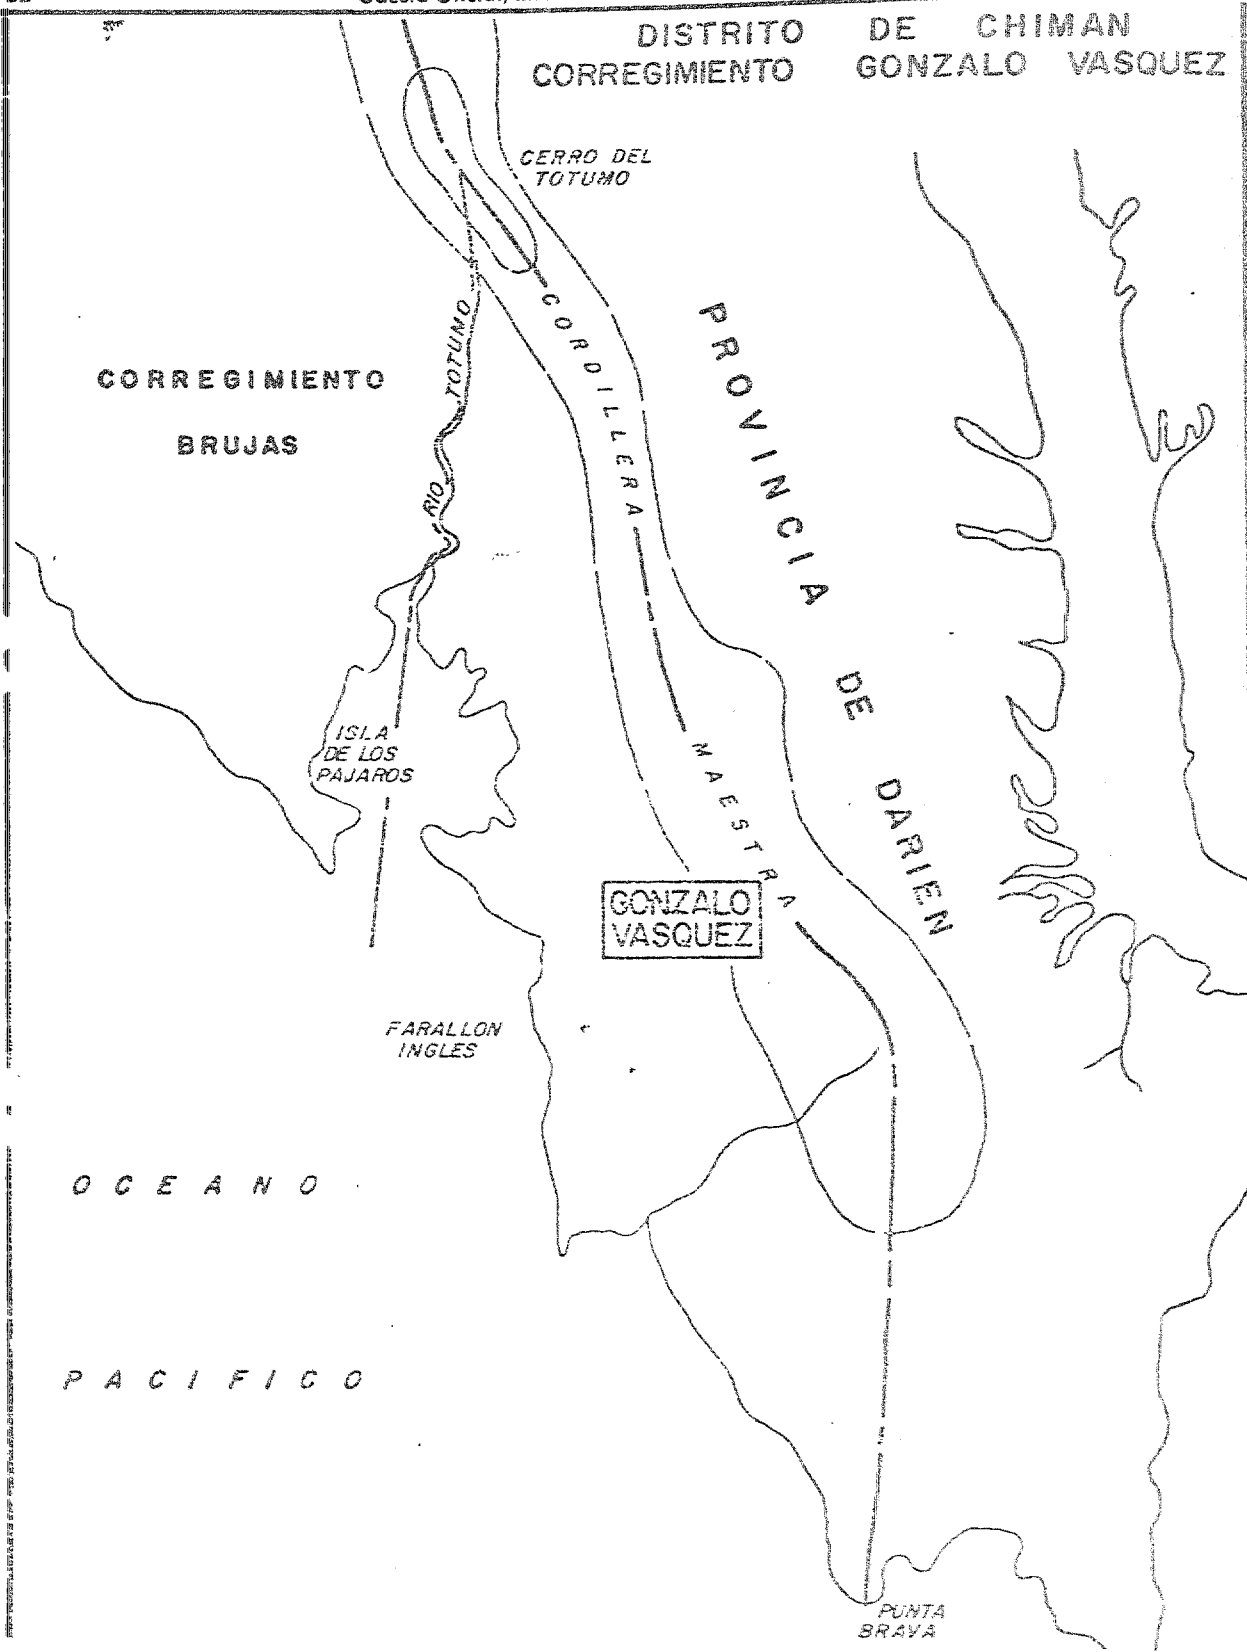 DISTRITO DE CHIMAN
CORREGIMIENTO GONZALO VASQUEZ
CERRO DEL
TOTUMO
CORDILLERA
PROVINCIA DE DARIEN
RIO TOTUMO
CORREGIMIENTO
BRUJAS
ISLA
DE LOS
PAJAROS
MAESTRA
GONZALO
VASQUEZ
FARALLON
INGLES
OCEANO
PACIFICO
PUNTA
BRAVA